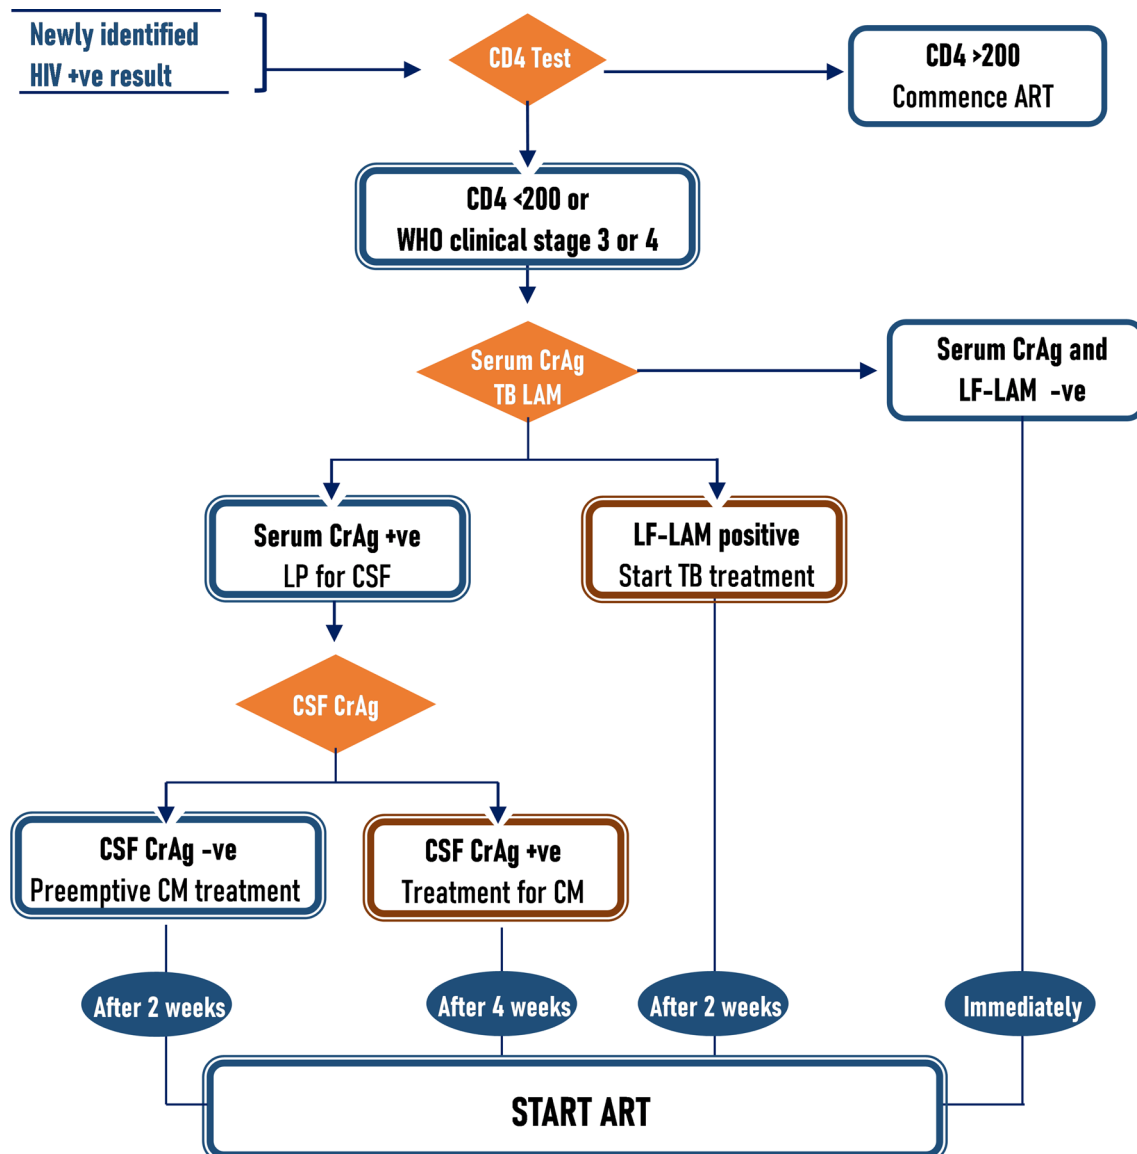 Newly identified
HIV +ve result
CD4 Test
CD4 >200
Commence ART
CD4 <200 or
WHO clinical stage 3 or 4
Serum CrAg
TB LAM
Serum CrAg and
LF-LAM -ve
Serum CrAg +ve
LP for CSF
LF-LAM positive
Start TB treatment
CSF CrAg
CSF CrAg -ve
Preemptive CM treatment
CSF CrAg +ve
Treatment for CM
After 2 weeks
After 4 weeks
After 2 weeks
Immediately
START ART